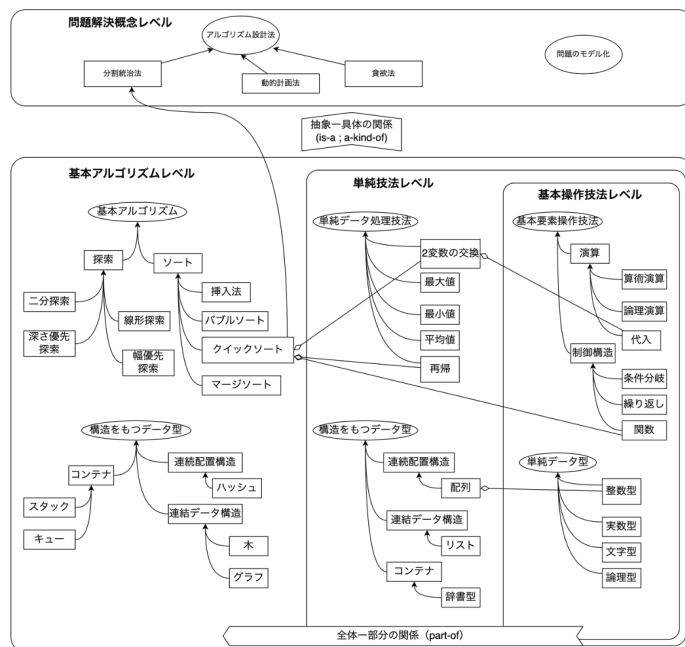 問題解決概念レベル
アルゴリズム設計法
問題のモデル化
分割統治法
動的計画法
貪欲法
抽象ー具体の関係
(is-a ; a-kind-of)
基本アルゴリズムレベル
単純技法レベル
基本操作技法レベル
基本アルゴリズム
探索
ソート
二分探索
線形探索
深さ優先
探索
幅優先
探索
挿入法
バブルソート
クイックソート
マージソート
単純データ処理技法
2変数の交換
最大値
最小値
平均値
再帰
基本要素操作技法
演算
算術演算
論理演算
代入
制御構造
条件分岐
繰り返し
関数
構造をもつデータ型
コンテナ
スタック
キュー
連続配置構造
ハッシュ
連結データ構造
木
グラフ
構造をもつデータ型
連続配置構造
配列
連結データ構造
リスト
コンテナ
辞書型
単純データ型
整数型
実数型
文字型
論理型
全体ー部分の関係（part-of）